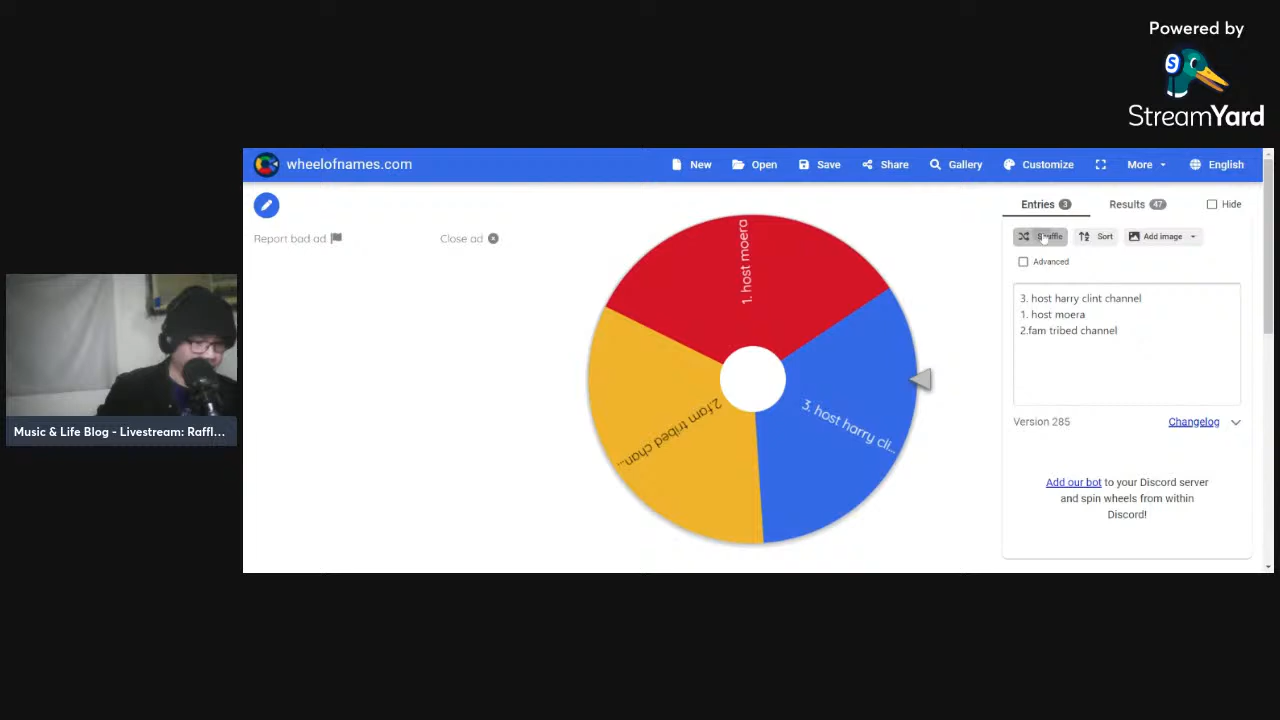 Powered by
StreamYard
wheelofnames.com
New
Open
Save
Share
Gallery
Customize
More
English
Report bad ad
Close ad
Entries 3
Results 47
Hide
Shuffle
Sort
Add image
Advanced
3. host harry clint channel
1. host moera
2.fam tribed channel
1. host moera
3. host harry cli...
2.fam tribed chan...
Version 285
Changelog
Add our bot to your Discord server
and spin wheels from within
Discord!
Music & Life Blog - Livestream: Raffl...